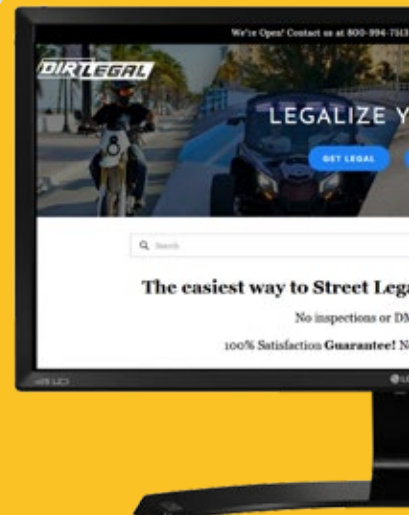 We're Open! Contact us at 800-994-7513
DIRTLEGAL
LEGALIZE Y
GET LEGAL
Search
The easiest way to Street Lega
No inspections or DM
100% Satisfaction Guarantee! N
LG